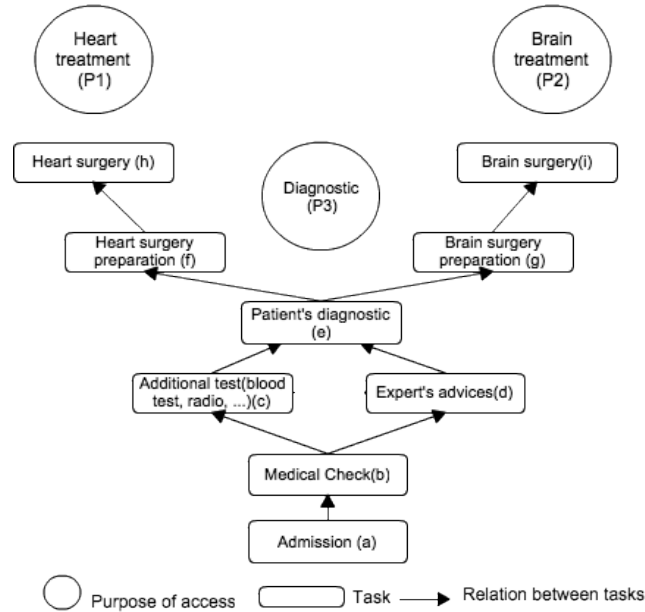 Heart
treatment
(P1)
Brain
treatment
(P2)
Heart surgery (h)
Brain surgery(i)
Diagnostic
(P3)
Heart surgery
preparation (f)
Brain surgery
preparation (g)
Patient's diagnostic
(e)
Additional test(blood
test, radio, ...)(c)
Expert's advices(d)
Medical Check(b)
Admission (a)
Purpose of access
Task
Relation between tasks